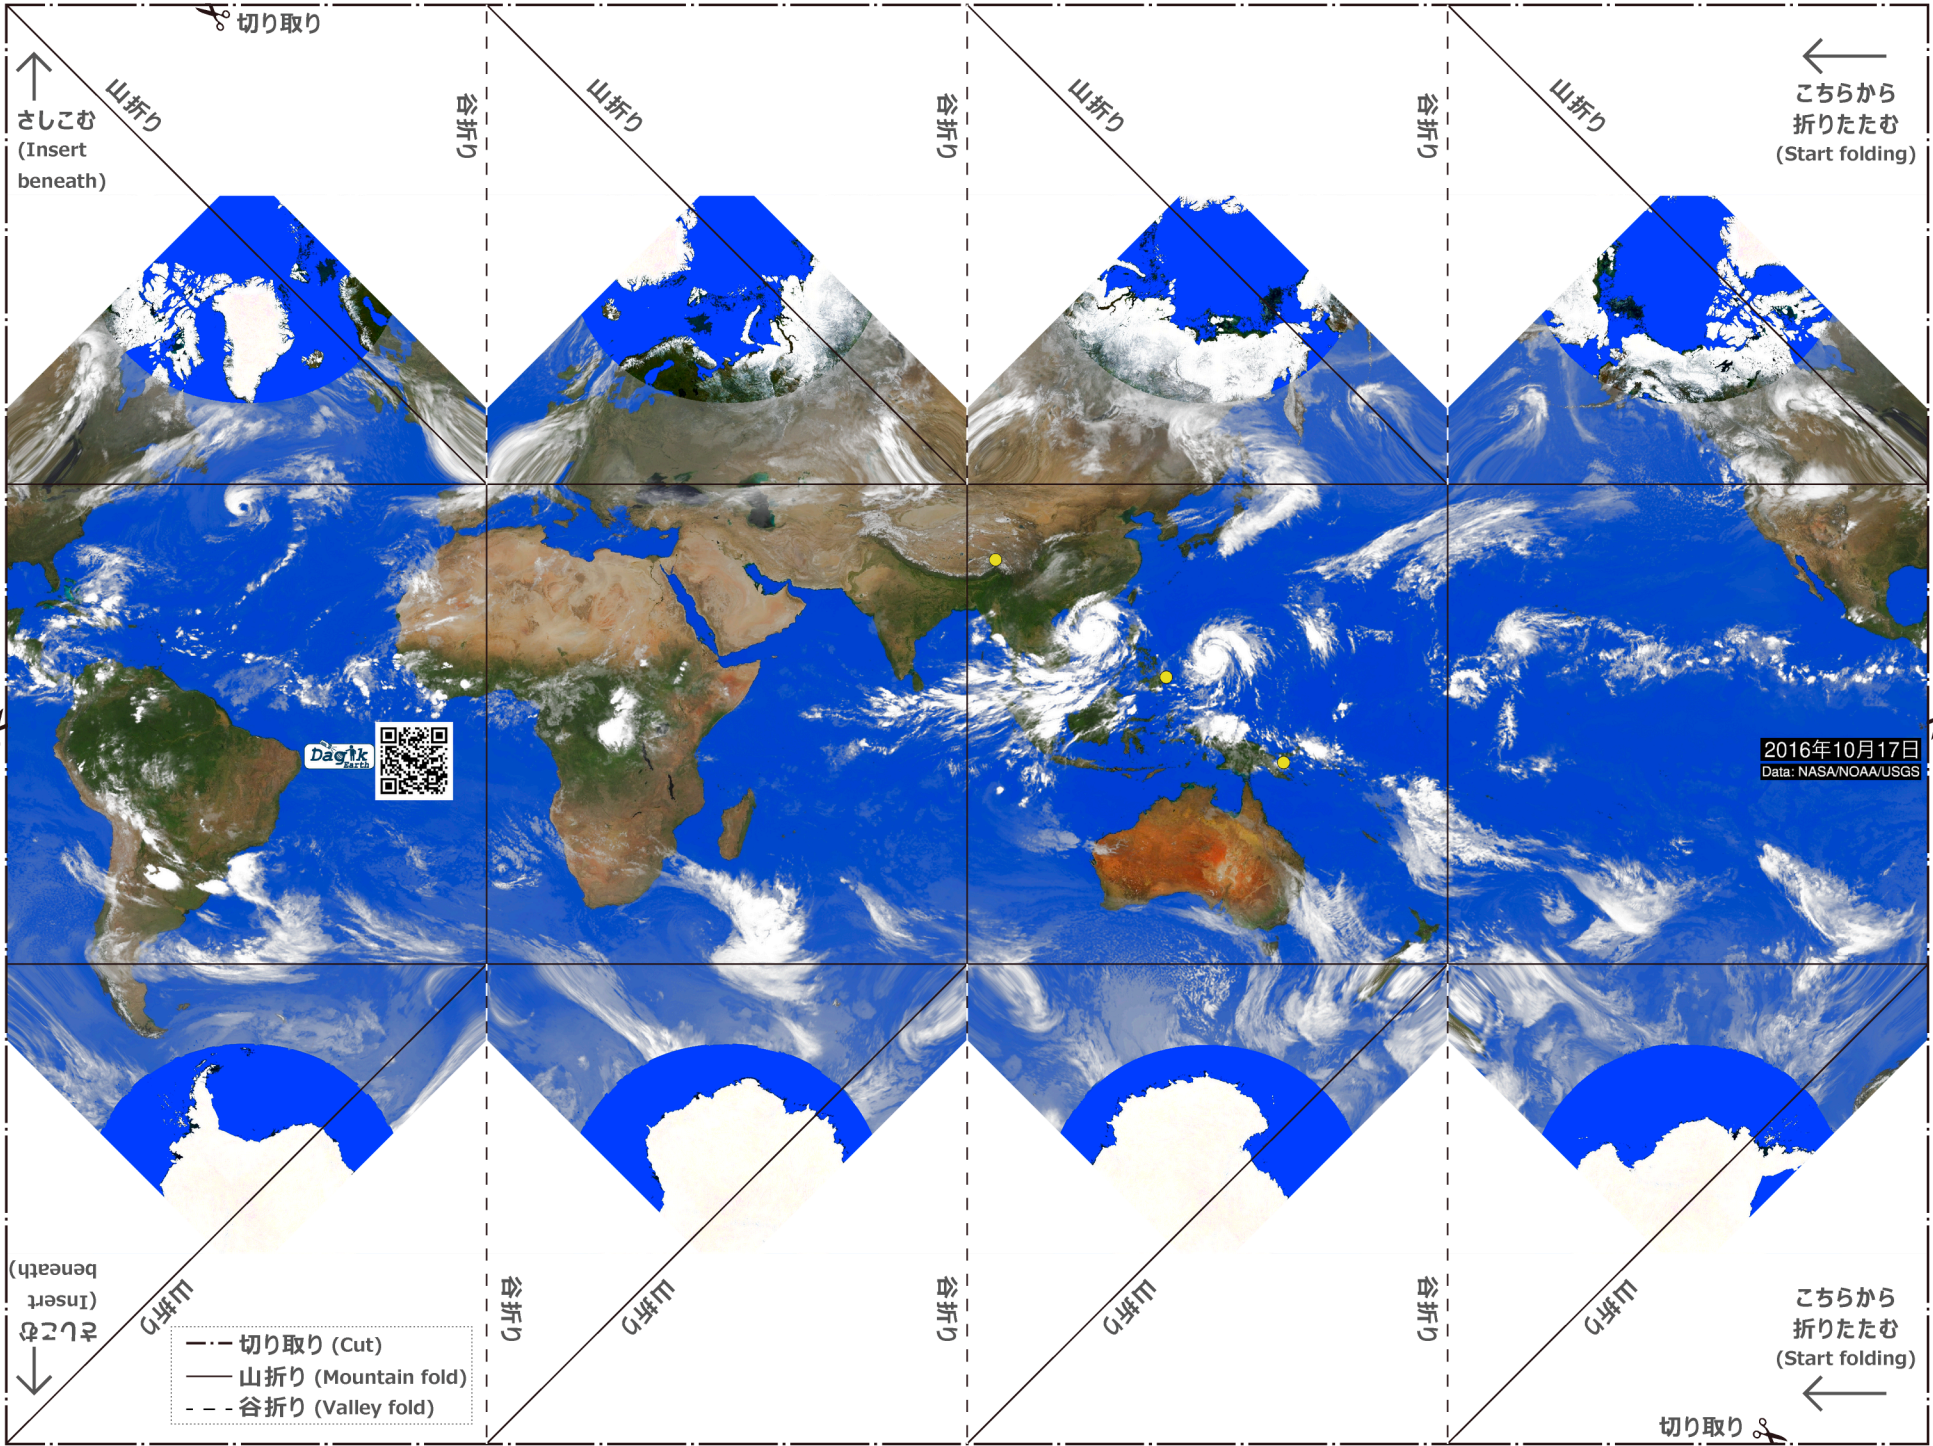 切り取り
山折り
谷折り
山折り
谷折り
山折り
谷折り
山折り
さしこむ
(Insert
beneath)
こちらから
折りたたむ
(Start folding)
Dagik
Earth
2016年10月17日
Data: NASA/NOAA/USGS
さしこむ
(Insert
beneath)
山折り
谷折り
山折り
谷折り
山折り
谷折り
山折り
切り取り (Cut)
山折り (Mountain fold)
谷折り (Valley fold)
こちらから
折りたたむ
(Start folding)
切り取り